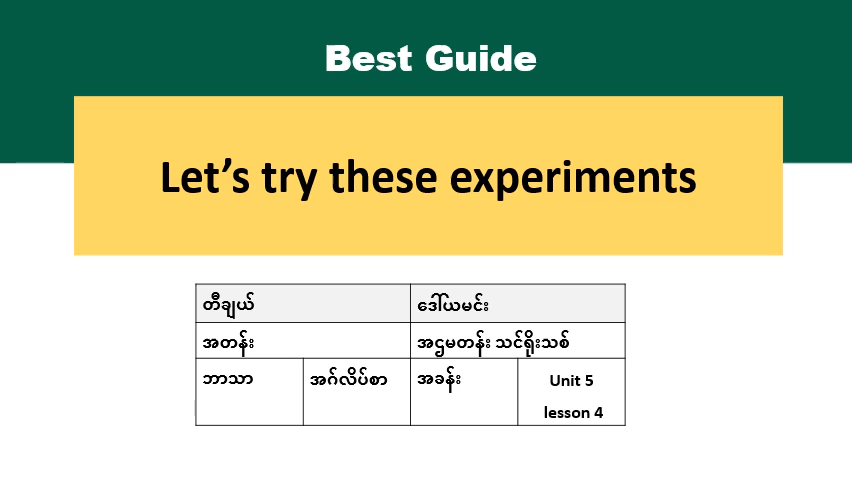 Best Guide
Let’s try these experiments
တီချယ် ဒေါ်ယမင်း
အတန်း အဌမတန်း သင်ရိုးသစ်
ဘာသာ အင်္ဂလိပ်စာ အခန်း Unit 5
lesson 4